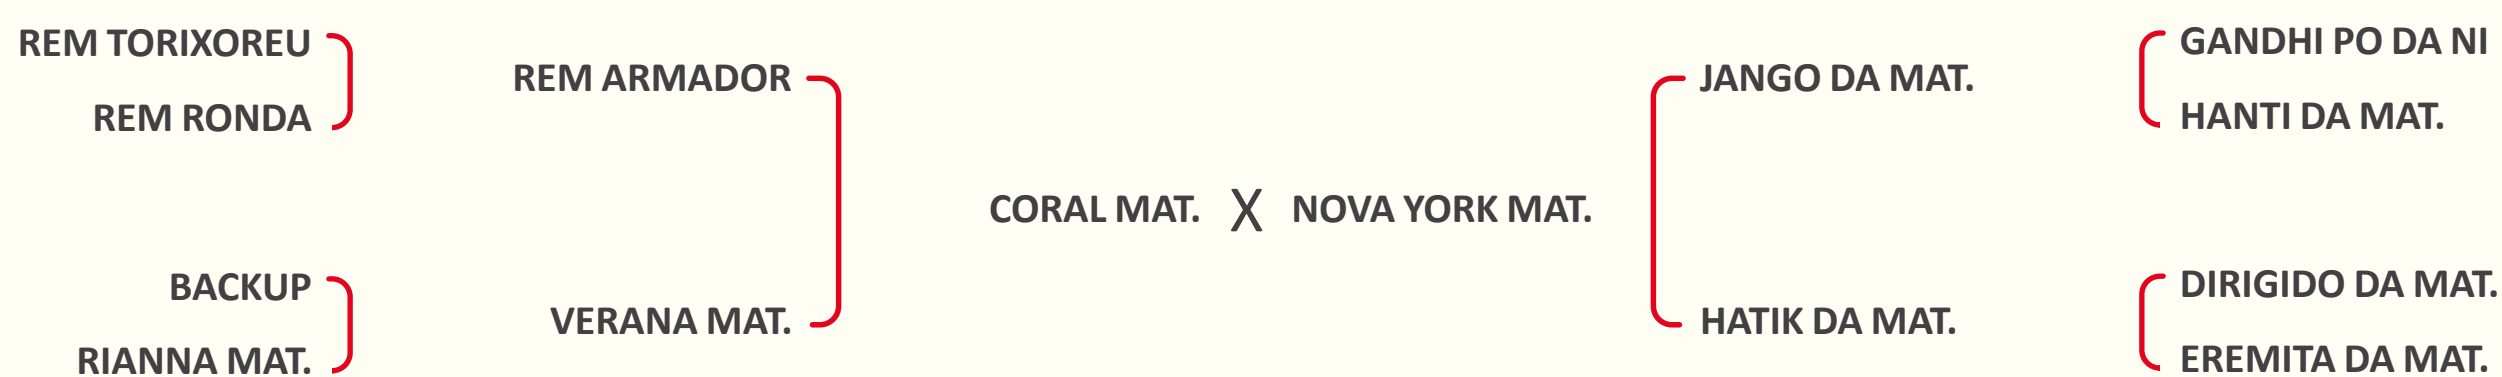 REM TORIXOREU
REM RONDA
BACKUP
RIANNA MAT.
REM ARMADOR
VERANA MAT.
CORAL MAT. X NOVA YORK MAT.
JANGO DA MAT.
HATIK DA MAT.
GANDHI PO DA NI
HANTI DA MAT.
DIRIGIDO DA MAT.
EREMITA DA MAT.